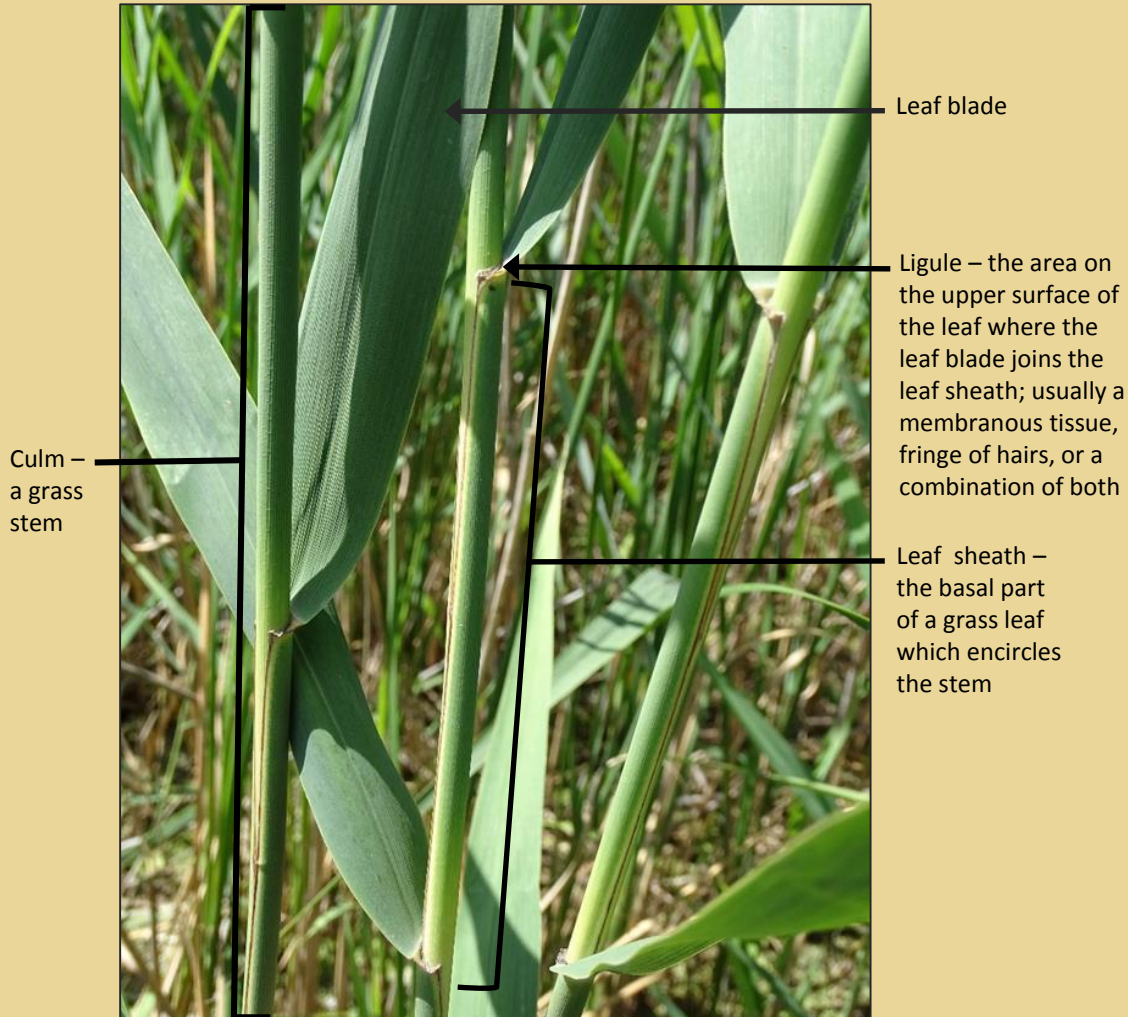 Leaf blade
Ligule – the area on
the upper surface of
the leaf where the
leaf blade joins the
leaf sheath; usually a
membranous tissue,
fringe of hairs, or a
combination of both
Culm –
a grass
stem
Leaf  sheath –
the basal part
of a grass leaf
which encircles
the stem